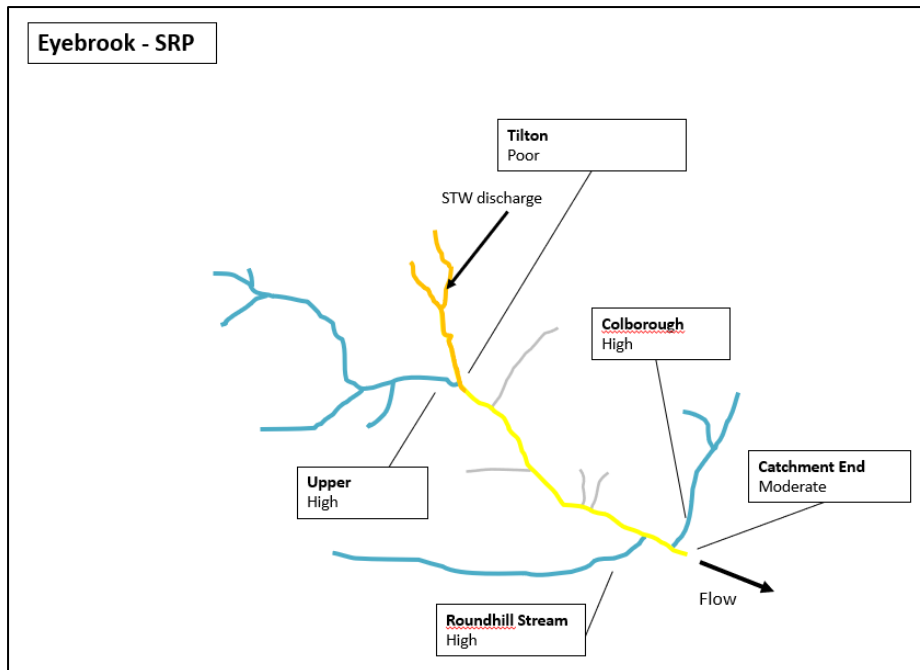 Eyebrook - SRP
Tilton
Poor
STW discharge
Colborough
High
Upper
High
Catchment End
Moderate
Roundhill Stream
High
Flow